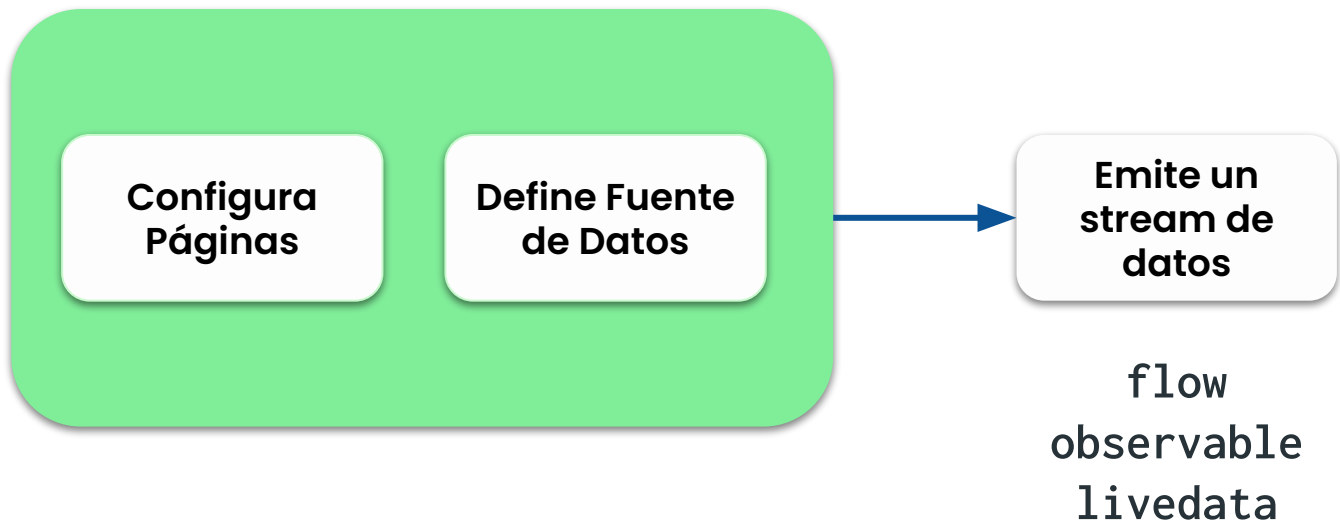 Configura
Páginas
Define Fuente
de Datos
Emite un
stream de
datos
flow
observable
livedata